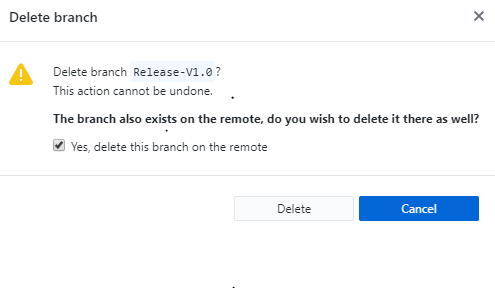 Delete branch
Delete branch Release-V1.0?
This action cannot be undone.
The branch also exists on the remote, do you wish to delete it there as well?
Yes, delete this branch on the remote
Delete
Cancel